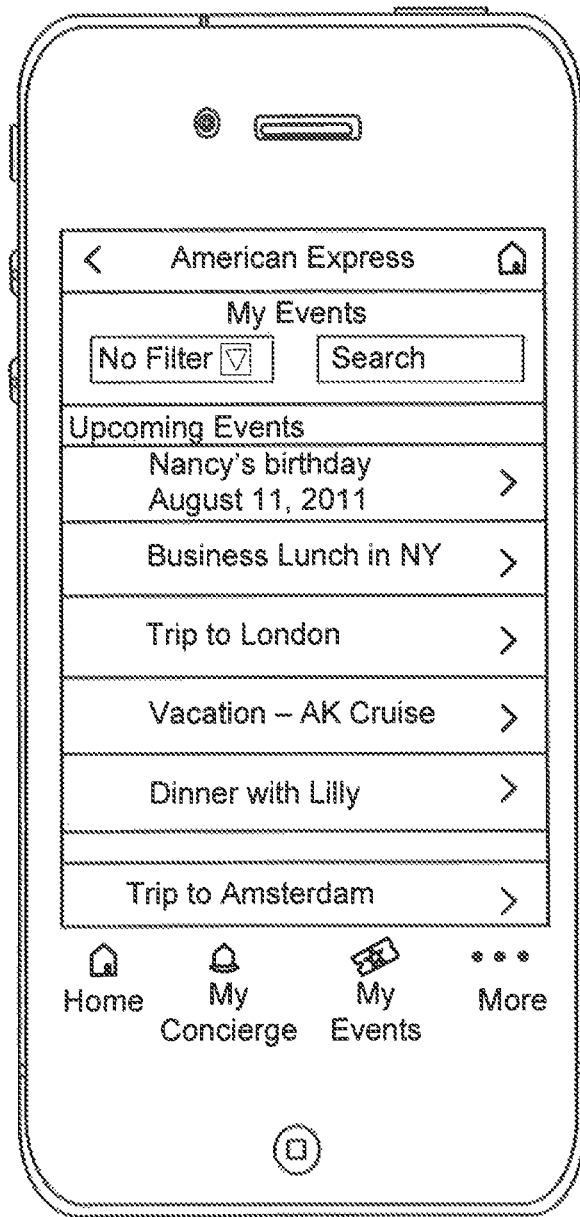 American Express
My Events
No Filter Search
Upcoming Events
Nancy's birthday
August 11, 2011
Business Lunch in NY
Trip to London
Vacation – AK Cruise
Dinner with Lilly
Trip to Amsterdam
Home My Concierge My Events More